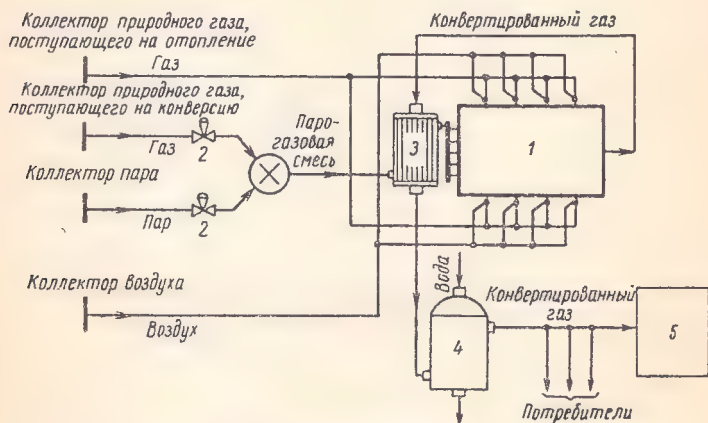 Коллектор природного газа,
поступающего на отопление
Газ
Коллектор природного газа,
поступающего на конверсию
Газ
2
Паро-
газовая
смесь
Коллектор пара
Пар
2
Коллектор воздуха
Воздух
Конвертированный газ
3
1
Вода
4
Конвертированный
газ
5
Потребители